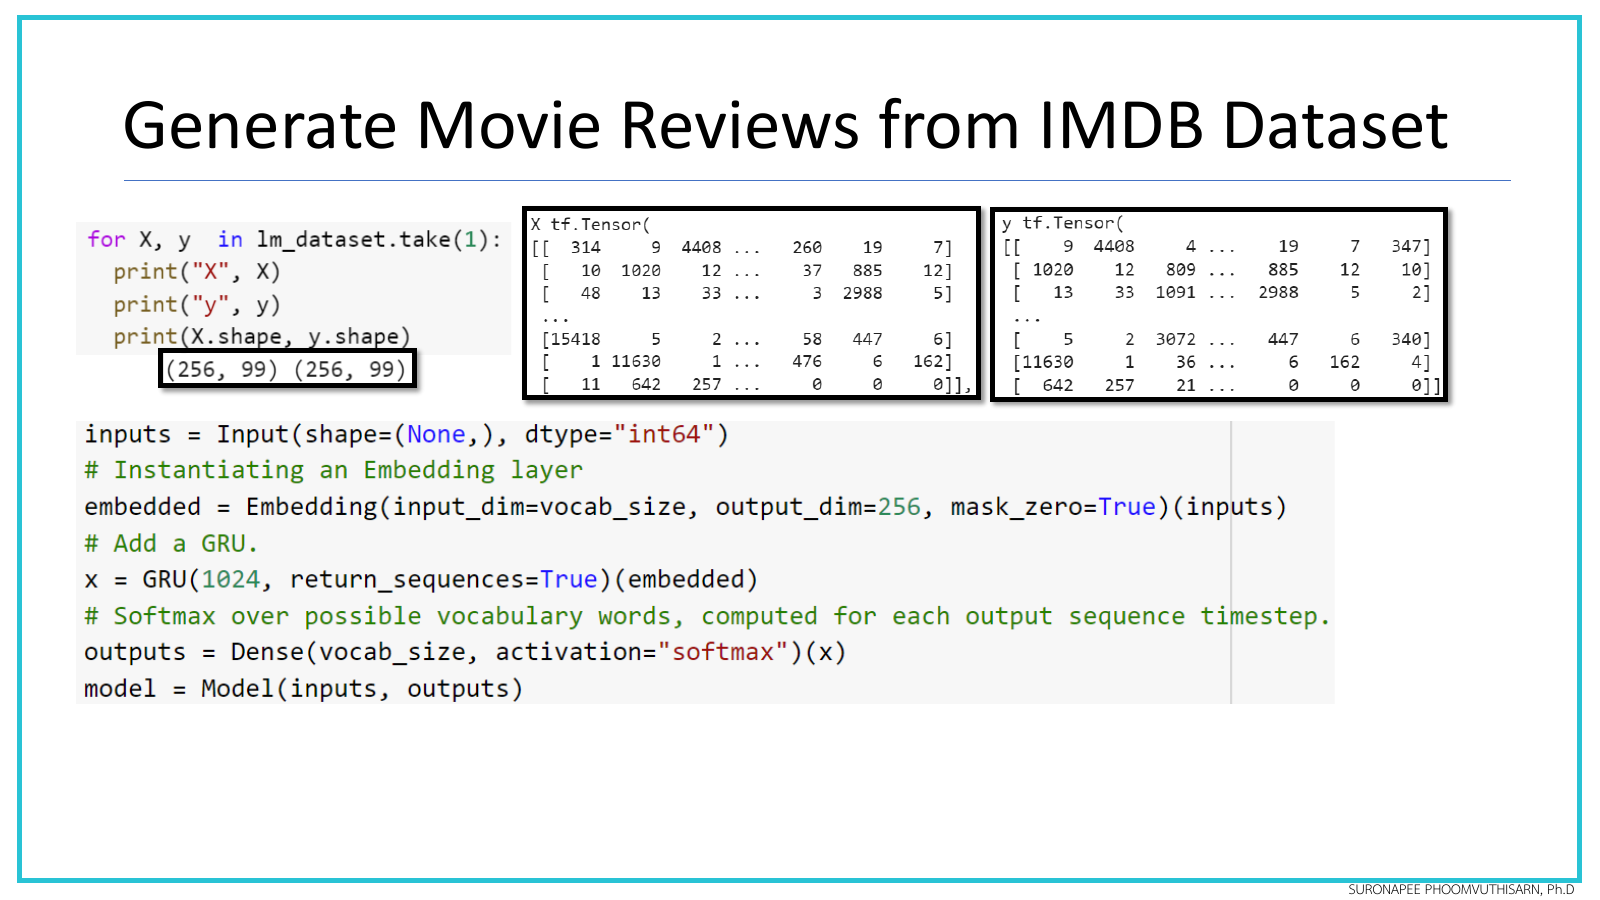 Generate Movie Reviews from IMDB Dataset
for X, y  in lm_dataset.take(1):
  print("X", X)
  print("y", y)
  print(X.shape, y.shape)
(256, 99) (256, 99)
X tf.Tensor(
[[  314     9  4408 ...   260    19     7]
 [   10  1020    12 ...    37   885    12]
 [   48    13    33 ...     3  2988     5]
 ...
 [15418     5     2 ...    58   447     6]
 [    1 11630     1 ...   476     6   162]
 [   11   642   257 ...     0     0     0]],
y tf.Tensor(
[[    9  4408     4 ...    19     7   347]
 [ 1020    12   809 ...   885    12    10]
 [   13    33  1091 ...  2988     5     2]
 ...
 [    5     2  3072 ...   447     6   340]
 [11630     1    36 ...     6   162     4]
 [  642   257    21 ...     0     0     0]]
inputs = Input(shape=(None,), dtype="int64")
# Instantiating an Embedding layer
embedded = Embedding(input_dim=vocab_size, output_dim=256, mask_zero=True)(inputs)
# Add a GRU.
x = GRU(1024, return_sequences=True)(embedded)
# Softmax over possible vocabulary words, computed for each output sequence timestep.
outputs = Dense(vocab_size, activation="softmax")(x)
model = Model(inputs, outputs)
SURONAPEE PHOOMVUTHISARN, Ph.D